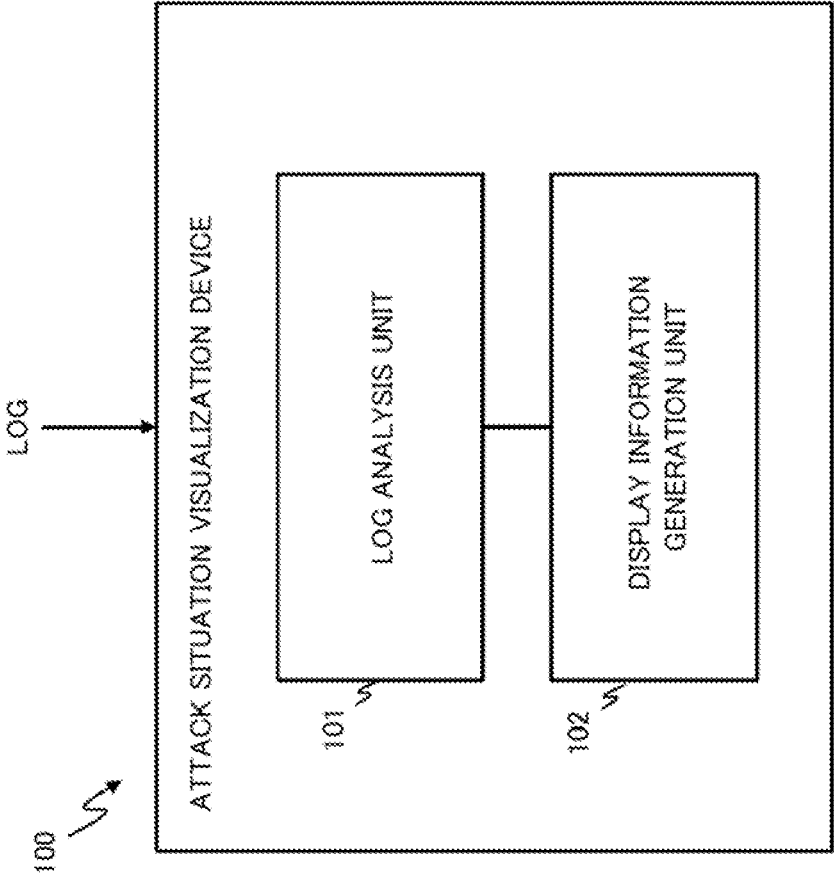 100
LOG
ATTACK SITUATION VISUALIZATION DEVICE
101
LOG ANALYSIS UNIT
102
DISPLAY INFORMATION
GENERATION UNIT